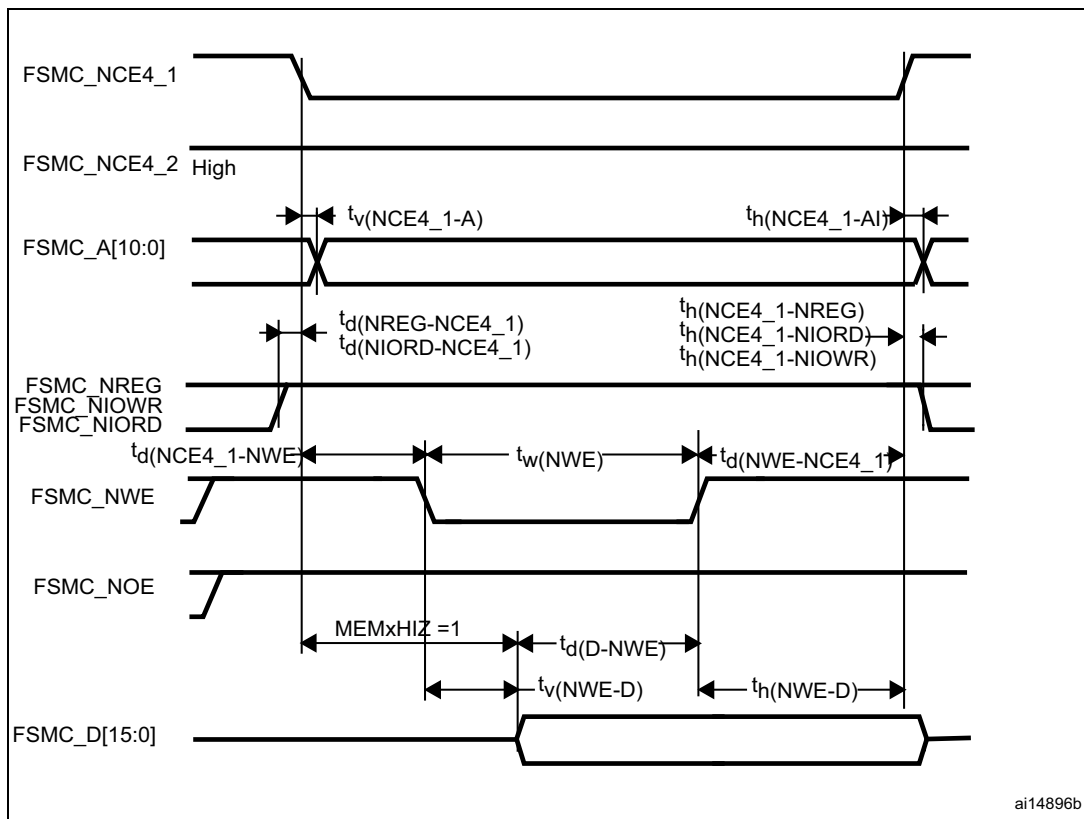 FSMC_NCE4_1
FSMC_NCE4_2 High
tv(NCE4_1-A)
th(NCE4_1-AI)
FSMC_A[10:0]
td(NREG-NCE4_1)
td(NIORD-NCE4_1)
th(NCE4_1-NREG)
th(NCE4_1-NIORD)
th(NCE4_1-NIOWR)
FSMC_NREG
FSMC_NIOWR
FSMC_NIORD
td(NCE4_1-NWE)
tw(NWE)
td(NWE-NCE4_1)
FSMC_NWE
FSMC_NOE
MEMxHIZ =1
td(D-NWE)
tv(NWE-D)
th(NWE-D)
FSMC_D[15:0]
ai14896b